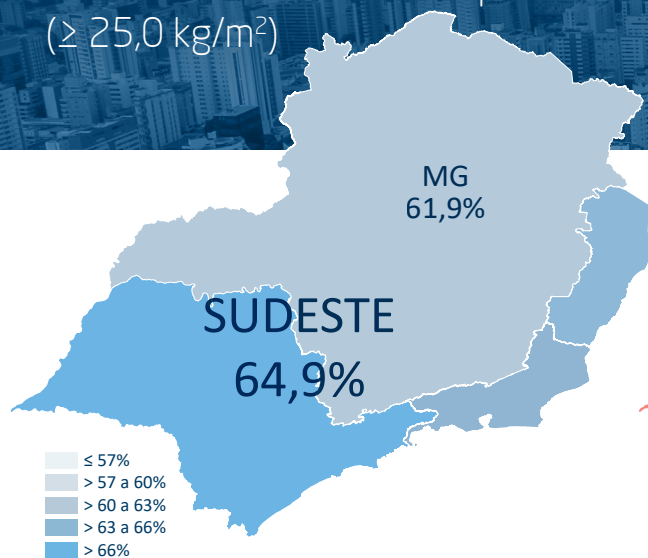 (≥ 25,0 kg/m²)
MG
61,9%
SUDESTE
64,9%
≤ 57%
> 57 a 60%
> 60 a 63%
> 63 a 66%
> 66%